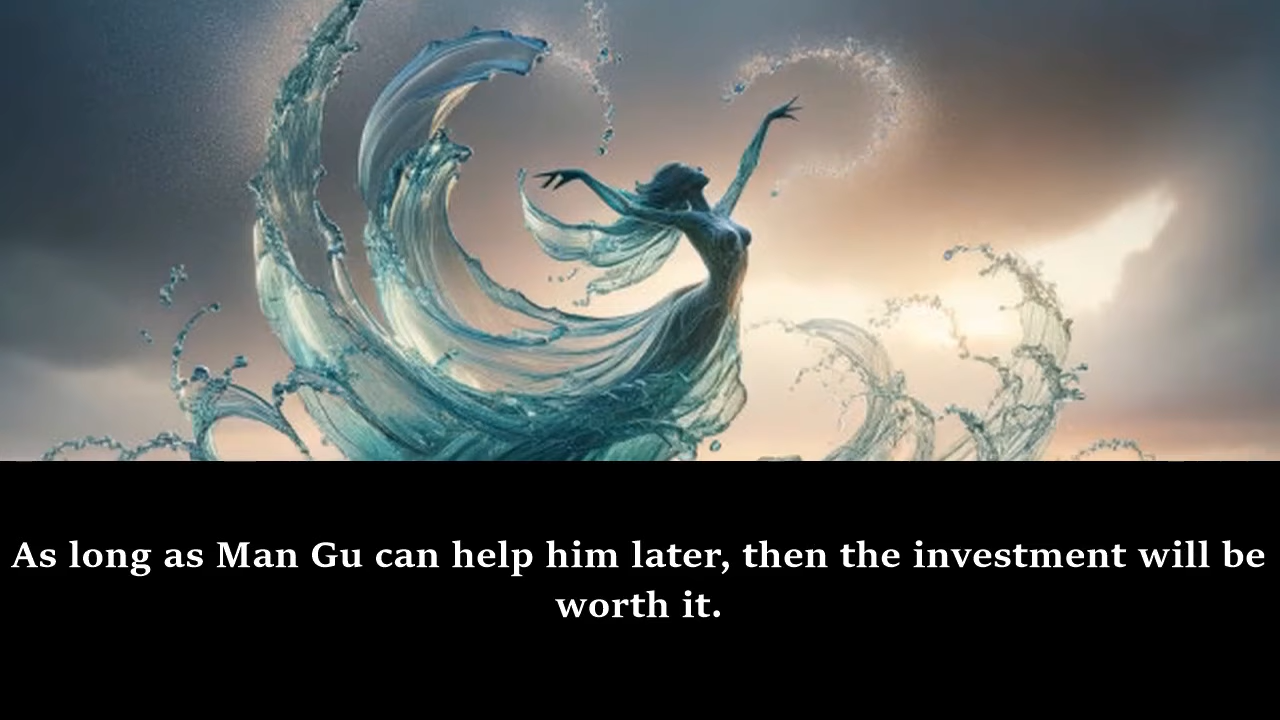 As long as Man Gu can help him later, then the investment will be
worth it.